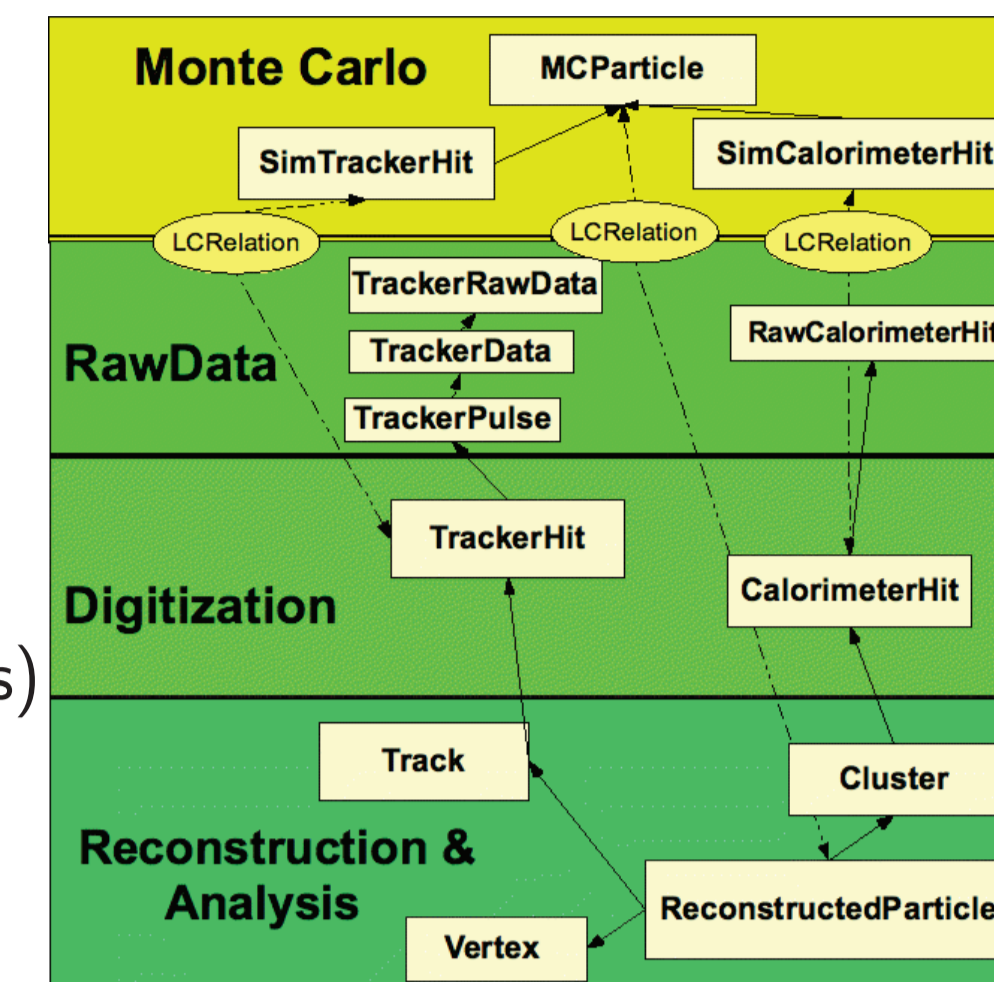 Monte Carlo
MCParticle
SimTrackerHit
SimCalorimeterHit
LCRelation
LCRelation
LCRelation
TrackerRawData
RawCalorimeterHit
TrackerData
RawData
TrackerPulse
TrackerHit
CalorimeterHit
Digitization
s)
Track
Cluster
Reconstruction &
Analysis
ReconstructedParticle
Vertex